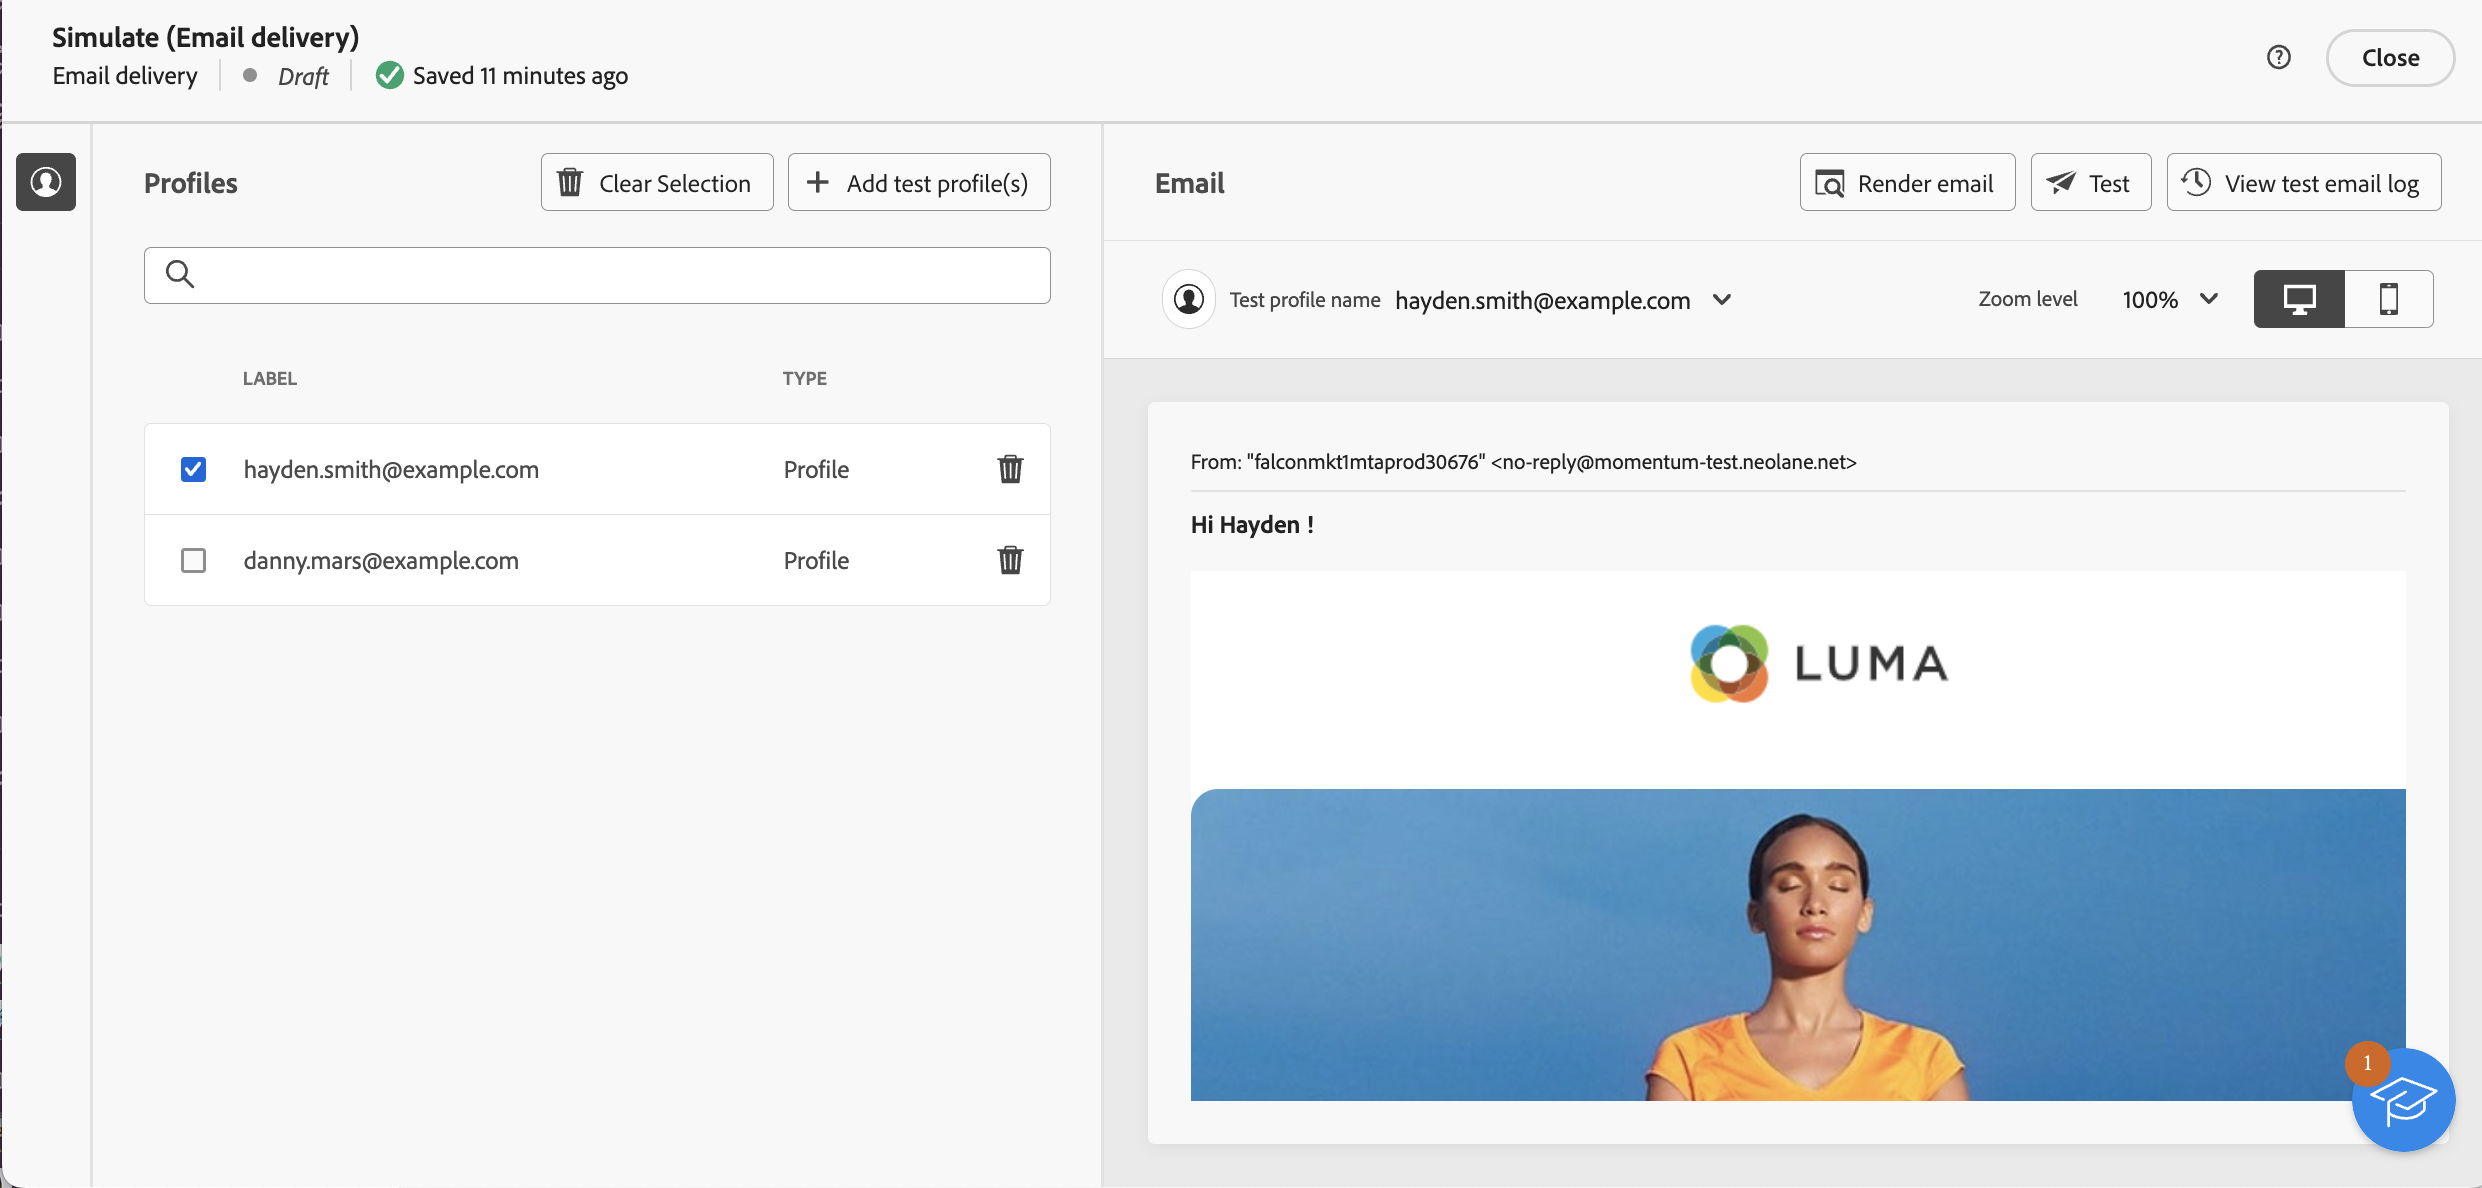 Simulate (Email delivery)
Email delivery
Draft
Saved 11 minutes ago
Close
Profiles
Clear Selection
Add test profile(s)
LABEL
TYPE
hayden.smith@example.com
Profile
danny.mars@example.com
Profile
Email
Render email
Test
View test email log
Test profile name
hayden.smith@example.com
Zoom level
100%
From: "falconmkt1mtaprod30676" <no-reply@momentum-test.neolane.net>
Hi Hayden !
LUMA
1